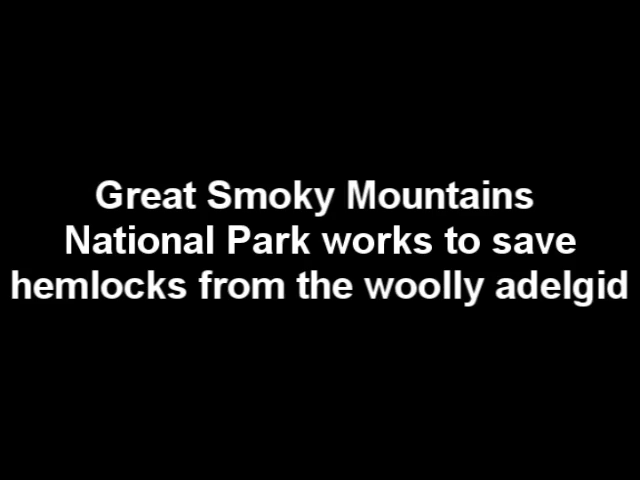 Great Smoky Mountains
National Park works to save
hemlocks from the woolly adelgid